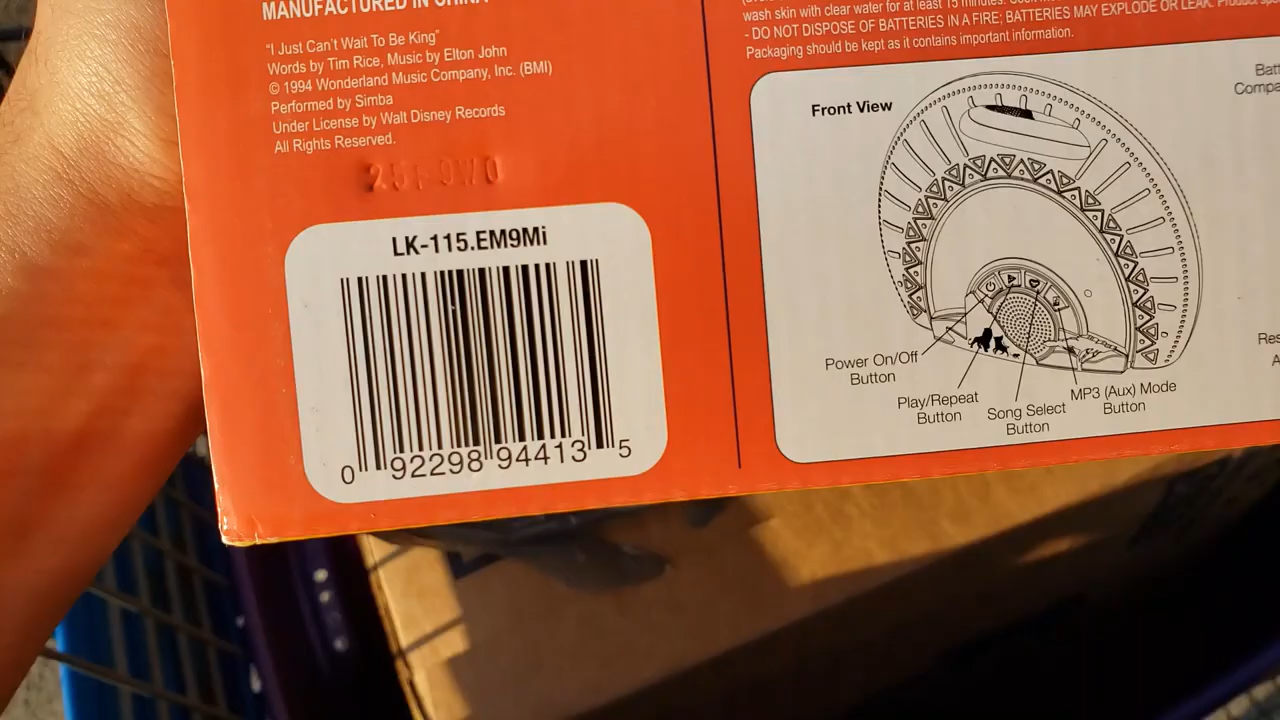 MANUFACTURED IN CHINA
"I Just Can't Wait To Be King"
Words by Tim Rice, Music by Elton John
© 1994 Wonderland Music Company, Inc. (BMI)
Performed by Simba
Under License by Walt Disney Records
All Rights Reserved.
LK-115.EM9Mi
0 92298 94413 5
wash skin with clear water for at least 15 minutes.
- DO NOT DISPOSE OF BATTERIES IN A FIRE; BATTERIES MAY EXPLODE OR LEAK. Product
Packaging should be kept as it contains important information.
Front View
Power On/Off
Button
Play/Repeat
Button
Song Select
Button
MP3 (Aux) Mode
Button